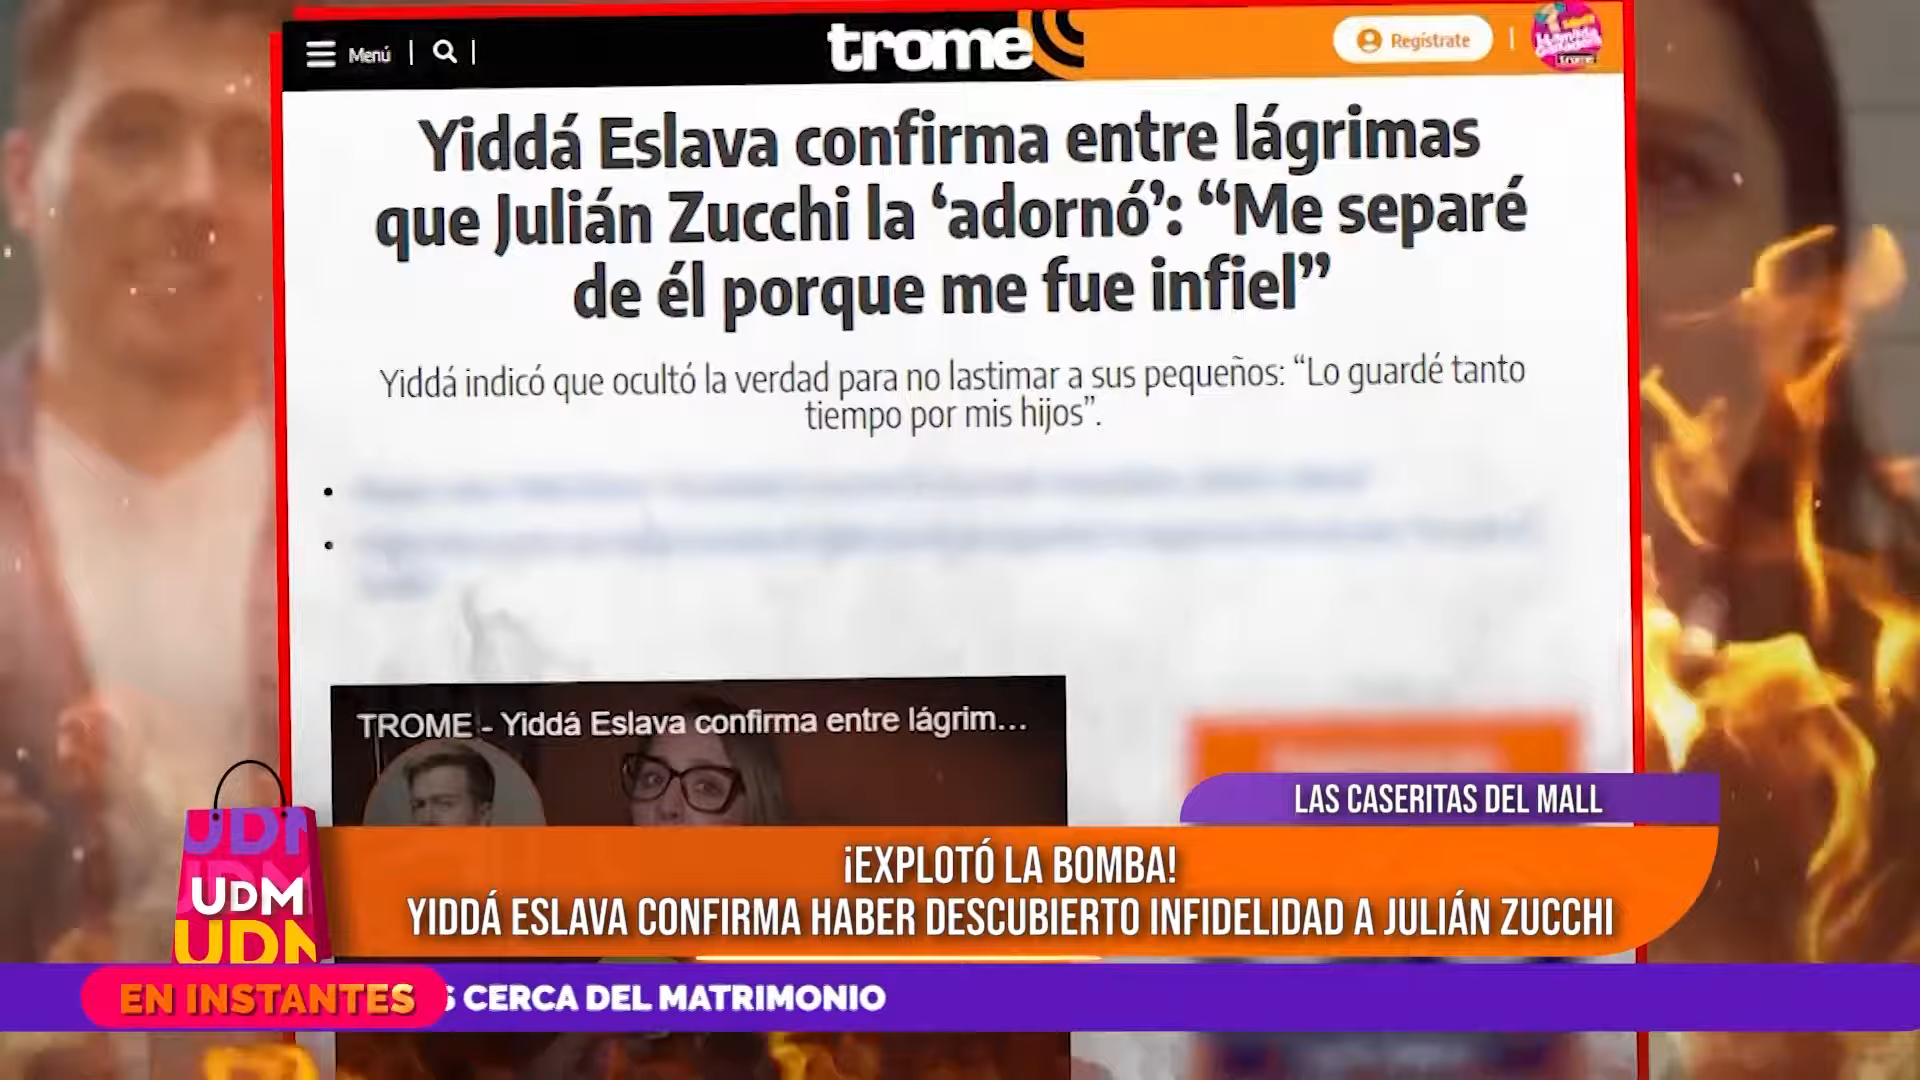 Menú
trome
Regístrate
Yiddá Eslava confirma entre lágrimas
que Julián Zucchi la ‘adornó’: “Me separé
de él porque me fue infiel”
Yiddá indicó que ocultó la verdad para no lastimar a sus pequeños: “Lo guardé tanto
tiempo por mis hijos”.
TROME - Yiddá Eslava confirma entre lágrim...
LAS CASERITAS DEL MALL
¡EXPLOTÓ LA BOMBA!
YIDDÁ ESLAVA CONFIRMA HABER DESCUBIERTO INFIDELIDAD A JULIÁN ZUCCHI
UDM
UDM
UDM
EN INSTANTES
S CERCA DEL MATRIMONIO